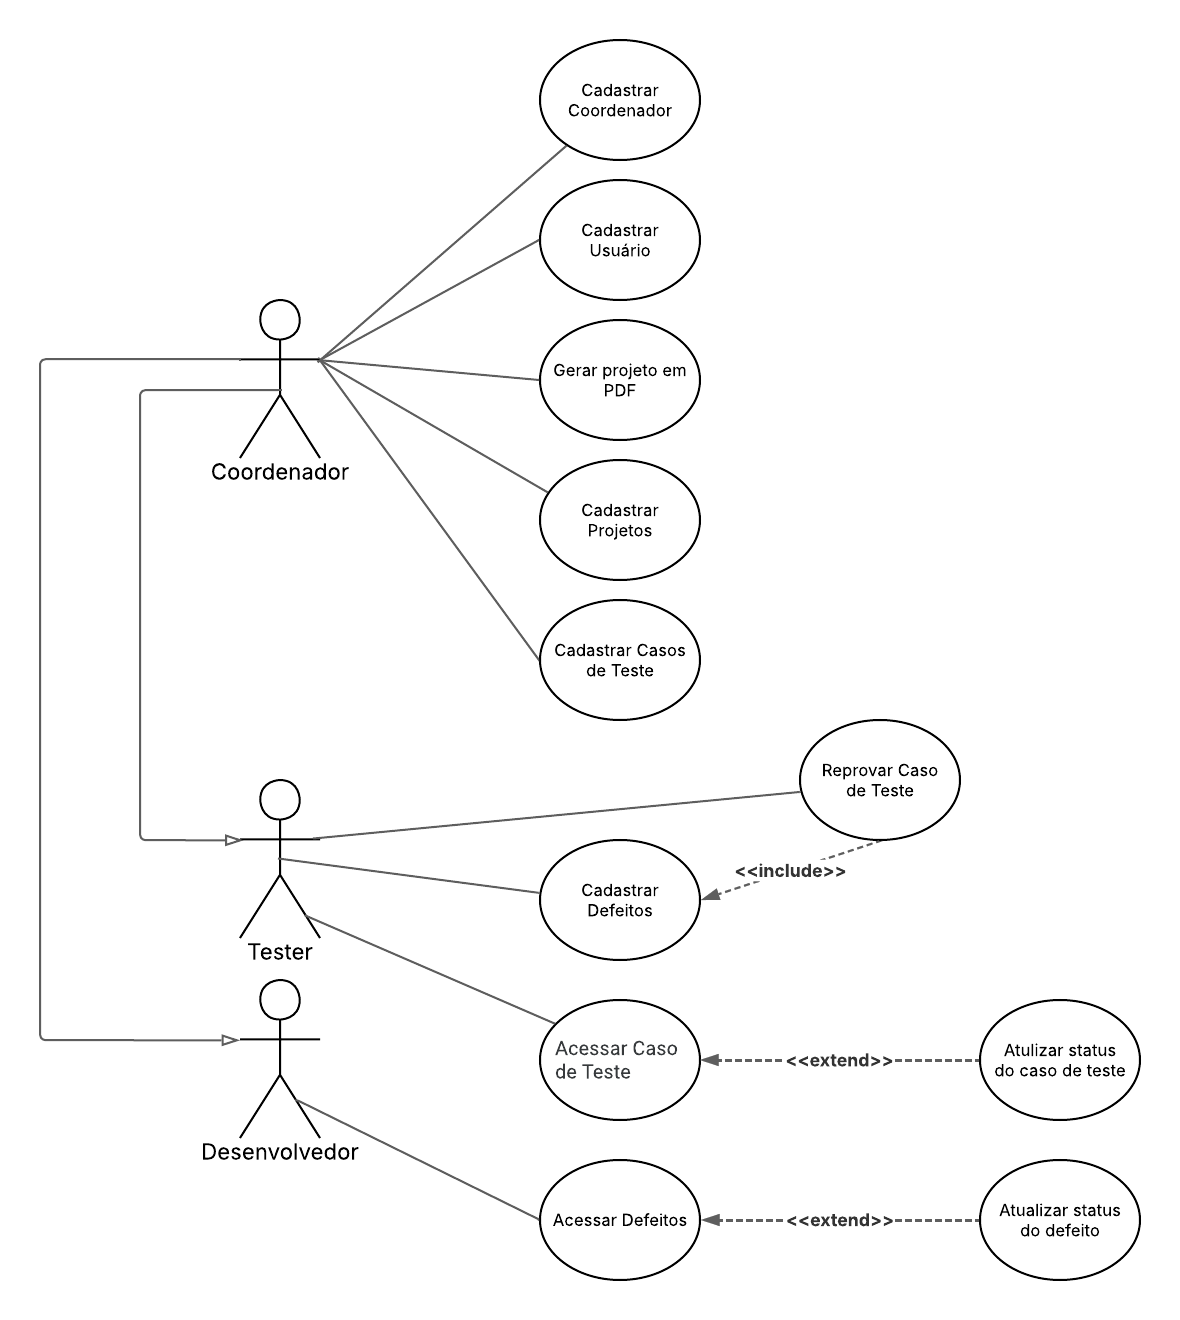 Cadastrar
Coordenador
Cadastrar
Usuário
Gerar projeto em
PDF
Coordenador
Cadastrar
Projetos
Cadastrar Casos
de Teste
Reprovar Caso
de Teste
<<include>>
Cadastrar
Defeitos
Tester
Acessar Caso
de Teste
<<extend>>
Atulizar status
do caso de teste
Desenvolvedor
Acessar Defeitos
<<extend>>
Atualizar status
do defeito